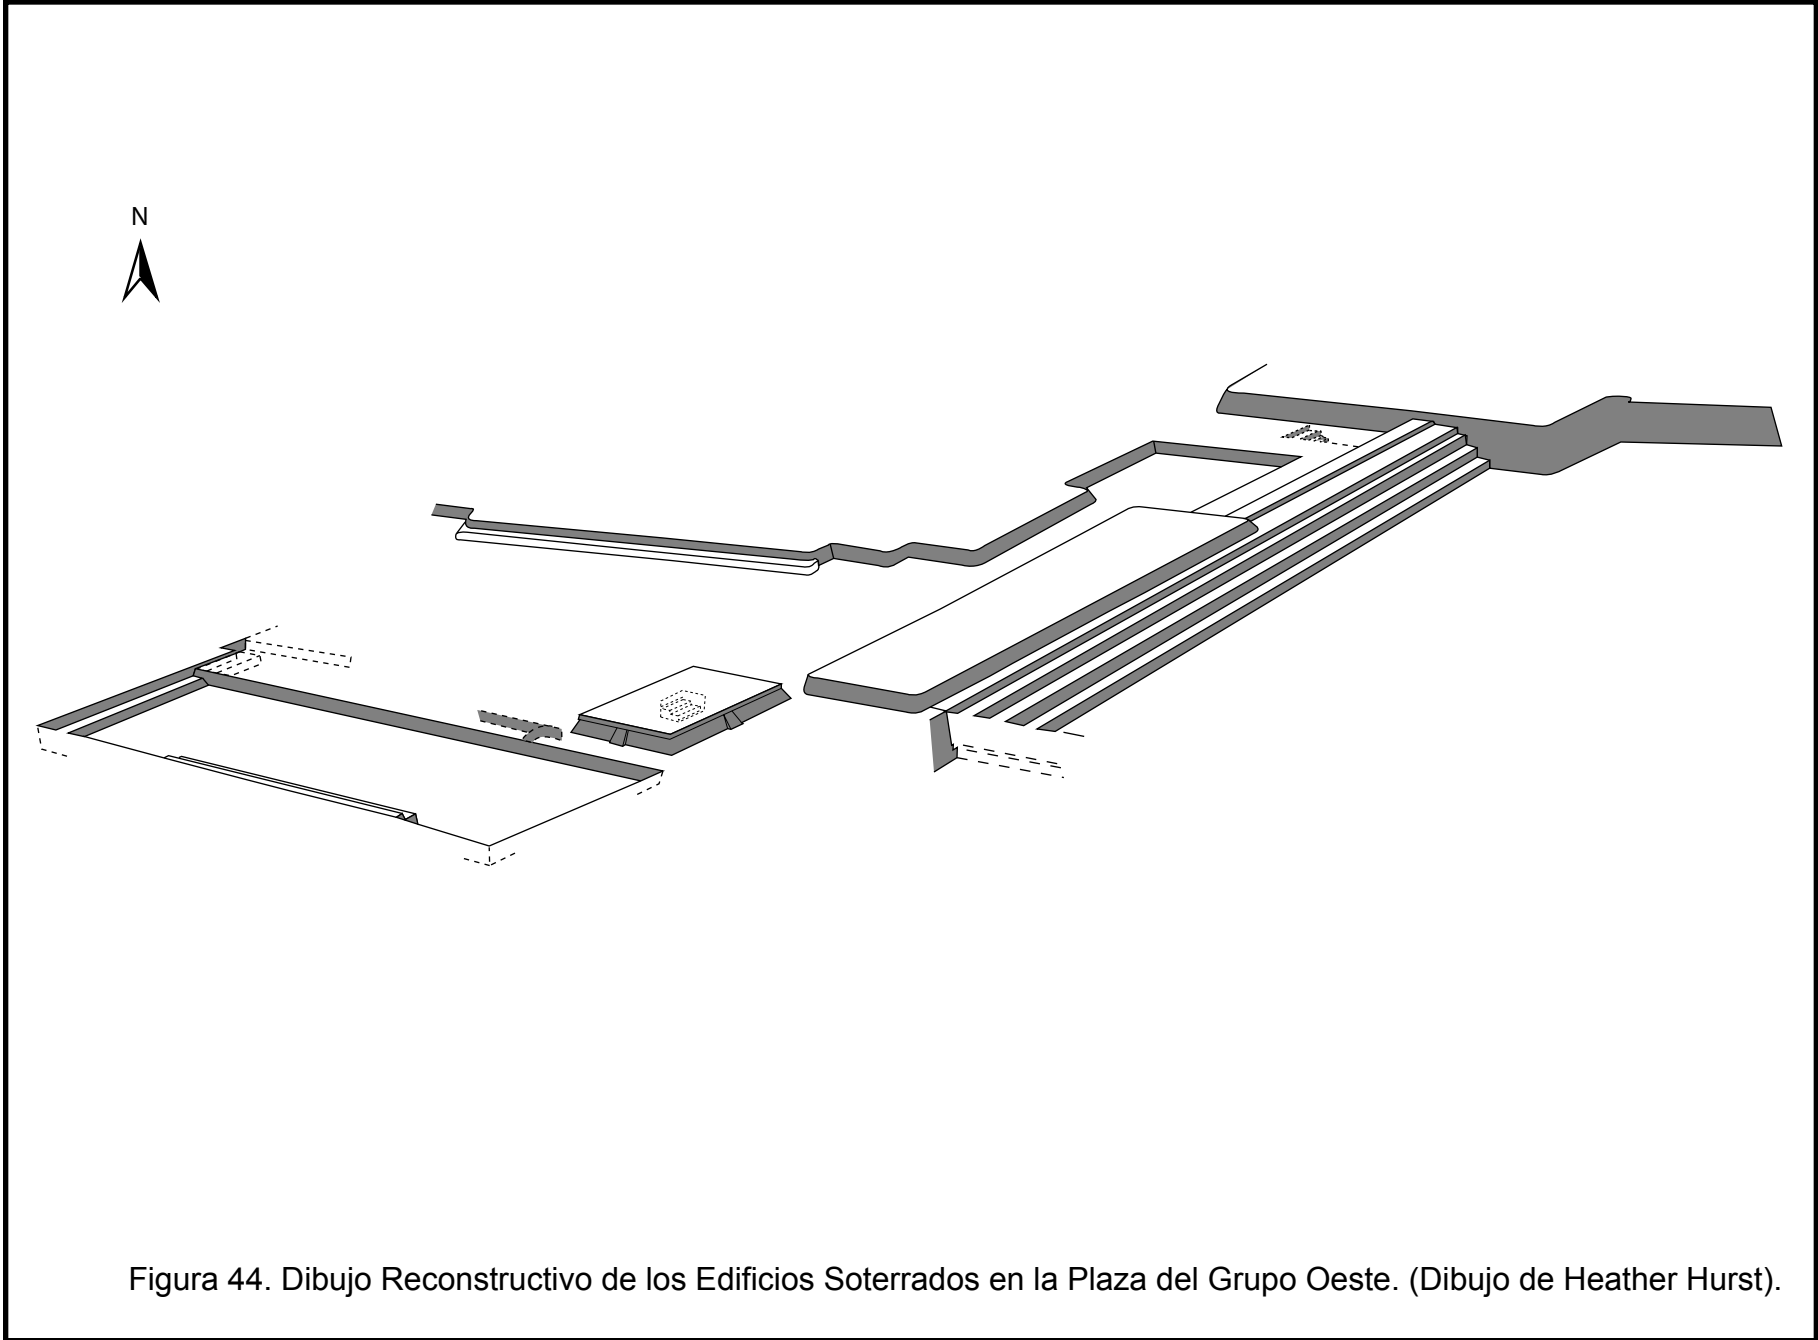 N
Figura 44. Dibujo Reconstructivo de los Edificios Soterrados en la Plaza del Grupo Oeste. (Dibujo de Heather Hurst).